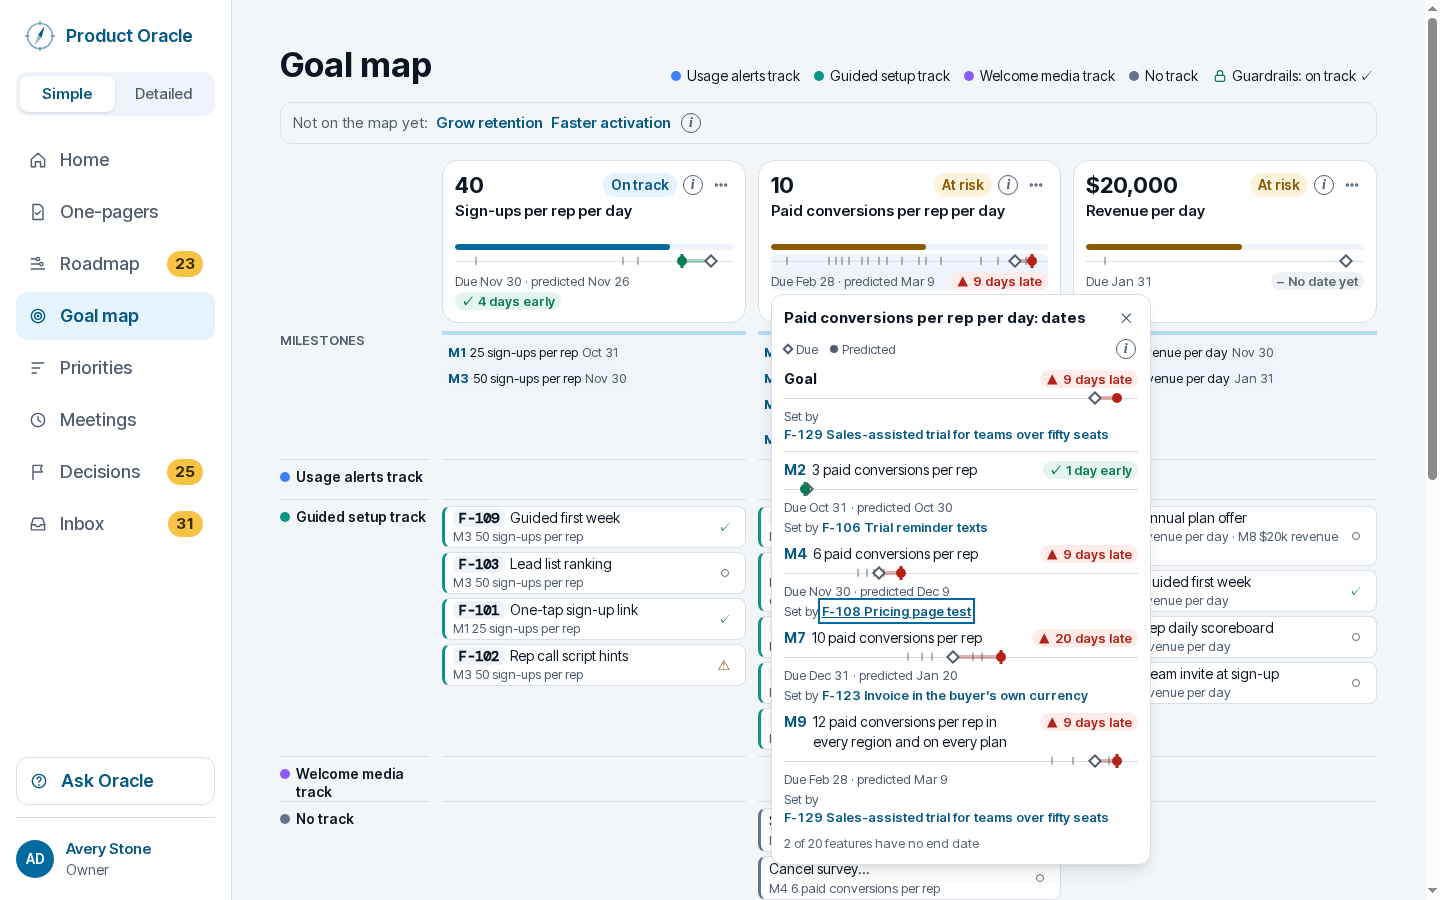 Product Oracle
Simple
Detailed
Home
One-pagers
Roadmap
23
Goal map
Priorities
Meetings
Decisions
25
Inbox
31
Ask Oracle
AD
Avery Stone
Owner
Goal map
Usage alerts track
Guided setup track
Welcome media track
No track
Guardrails: on track ✓
Not on the map yet: Grow retention Faster activation i
40
On track
i
Sign-ups per rep per day
Due Nov 30 · predicted Nov 26
✓ 4 days early
10
At risk
i
Paid conversions per rep per day
Due Feb 28 · predicted Mar 9
▲ 9 days late
$20,000
At risk
i
Revenue per day
Due Jan 31
– No date yet
MILESTONES
M1 25 sign-ups per rep Oct 31
M3 50 sign-ups per rep Nov 30
per day Nov 30
per day Jan 31
Usage alerts track
Guided setup track
F-109 Guided first week
M3 50 sign-ups per rep
✓
F-103 Lead list ranking
M3 50 sign-ups per rep
F-101 One-tap sign-up link
M1 25 sign-ups per rep
✓
F-102 Rep call script hints
M3 50 sign-ups per rep
⚠
plan offer
per day · M8 $20k revenue
first week
per day
✓
daily scoreboard
per day
invite at sign-up
per day
Welcome media
track
No track
Cancel survey…
M4 6 paid conversions per rep
Paid conversions per rep per day: dates
Due
Predicted
i
Goal
▲ 9 days late
Set by
F-129 Sales-assisted trial for teams over fifty seats
M2 3 paid conversions per rep
✓ 1 day early
Due Oct 31 · predicted Oct 30
Set by F-106 Trial reminder texts
M4 6 paid conversions per rep
▲ 9 days late
Due Nov 30 · predicted Dec 9
Set by F-108 Pricing page test
M7 10 paid conversions per rep
▲ 20 days late
Due Dec 31 · predicted Jan 20
Set by F-123 Invoice in the buyer’s own currency
M9 12 paid conversions per rep in
every region and on every plan
▲ 9 days late
Due Feb 28 · predicted Mar 9
Set by
F-129 Sales-assisted trial for teams over fifty seats
2 of 20 features have no end date